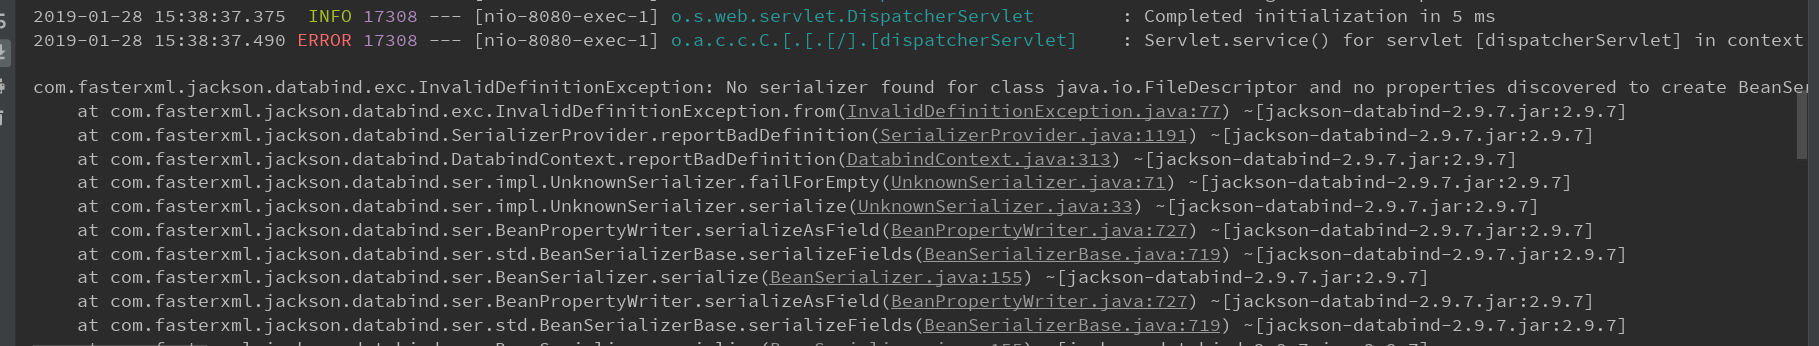 2019-01-28 15:38:37.375  INFO 17308 --- [nio-8080-exec-1] o.s.web.servlet.DispatcherServlet        : Completed initialization in 5 ms
2019-01-28 15:38:37.490 ERROR 17308 --- [nio-8080-exec-1] o.a.c.c.C.[.[.[/].[dispatcherServlet]    : Servlet.service() for servlet [dispatcherServlet] in context
com.fasterxml.jackson.databind.exc.InvalidDefinitionException: No serializer found for class java.io.FileDescriptor and no properties discovered to create BeanSer
at com.fasterxml.jackson.databind.exc.InvalidDefinitionException.from(InvalidDefinitionException.java:77) ~[jackson-databind-2.9.7.jar:2.9.7]
at com.fasterxml.jackson.databind.SerializerProvider.reportBadDefinition(SerializerProvider.java:1191) ~[jackson-databind-2.9.7.jar:2.9.7]
at com.fasterxml.jackson.databind.DatabindContext.reportBadDefinition(DatabindContext.java:313) ~[jackson-databind-2.9.7.jar:2.9.7]
at com.fasterxml.jackson.databind.ser.impl.UnknownSerializer.failForEmpty(UnknownSerializer.java:71) ~[jackson-databind-2.9.7.jar:2.9.7]
at com.fasterxml.jackson.databind.ser.impl.UnknownSerializer.serialize(UnknownSerializer.java:33) ~[jackson-databind-2.9.7.jar:2.9.7]
at com.fasterxml.jackson.databind.ser.BeanPropertyWriter.serializeAsField(BeanPropertyWriter.java:727) ~[jackson-databind-2.9.7.jar:2.9.7]
at com.fasterxml.jackson.databind.ser.std.BeanSerializerBase.serializeFields(BeanSerializerBase.java:719) ~[jackson-databind-2.9.7.jar:2.9.7]
at com.fasterxml.jackson.databind.ser.BeanSerializer.serialize(BeanSerializer.java:155) ~[jackson-databind-2.9.7.jar:2.9.7]
at com.fasterxml.jackson.databind.ser.BeanPropertyWriter.serializeAsField(BeanPropertyWriter.java:727) ~[jackson-databind-2.9.7.jar:2.9.7]
at com.fasterxml.jackson.databind.ser.std.BeanSerializerBase.serializeFields(BeanSerializerBase.java:719) ~[jackson-databind-2.9.7.jar:2.9.7]